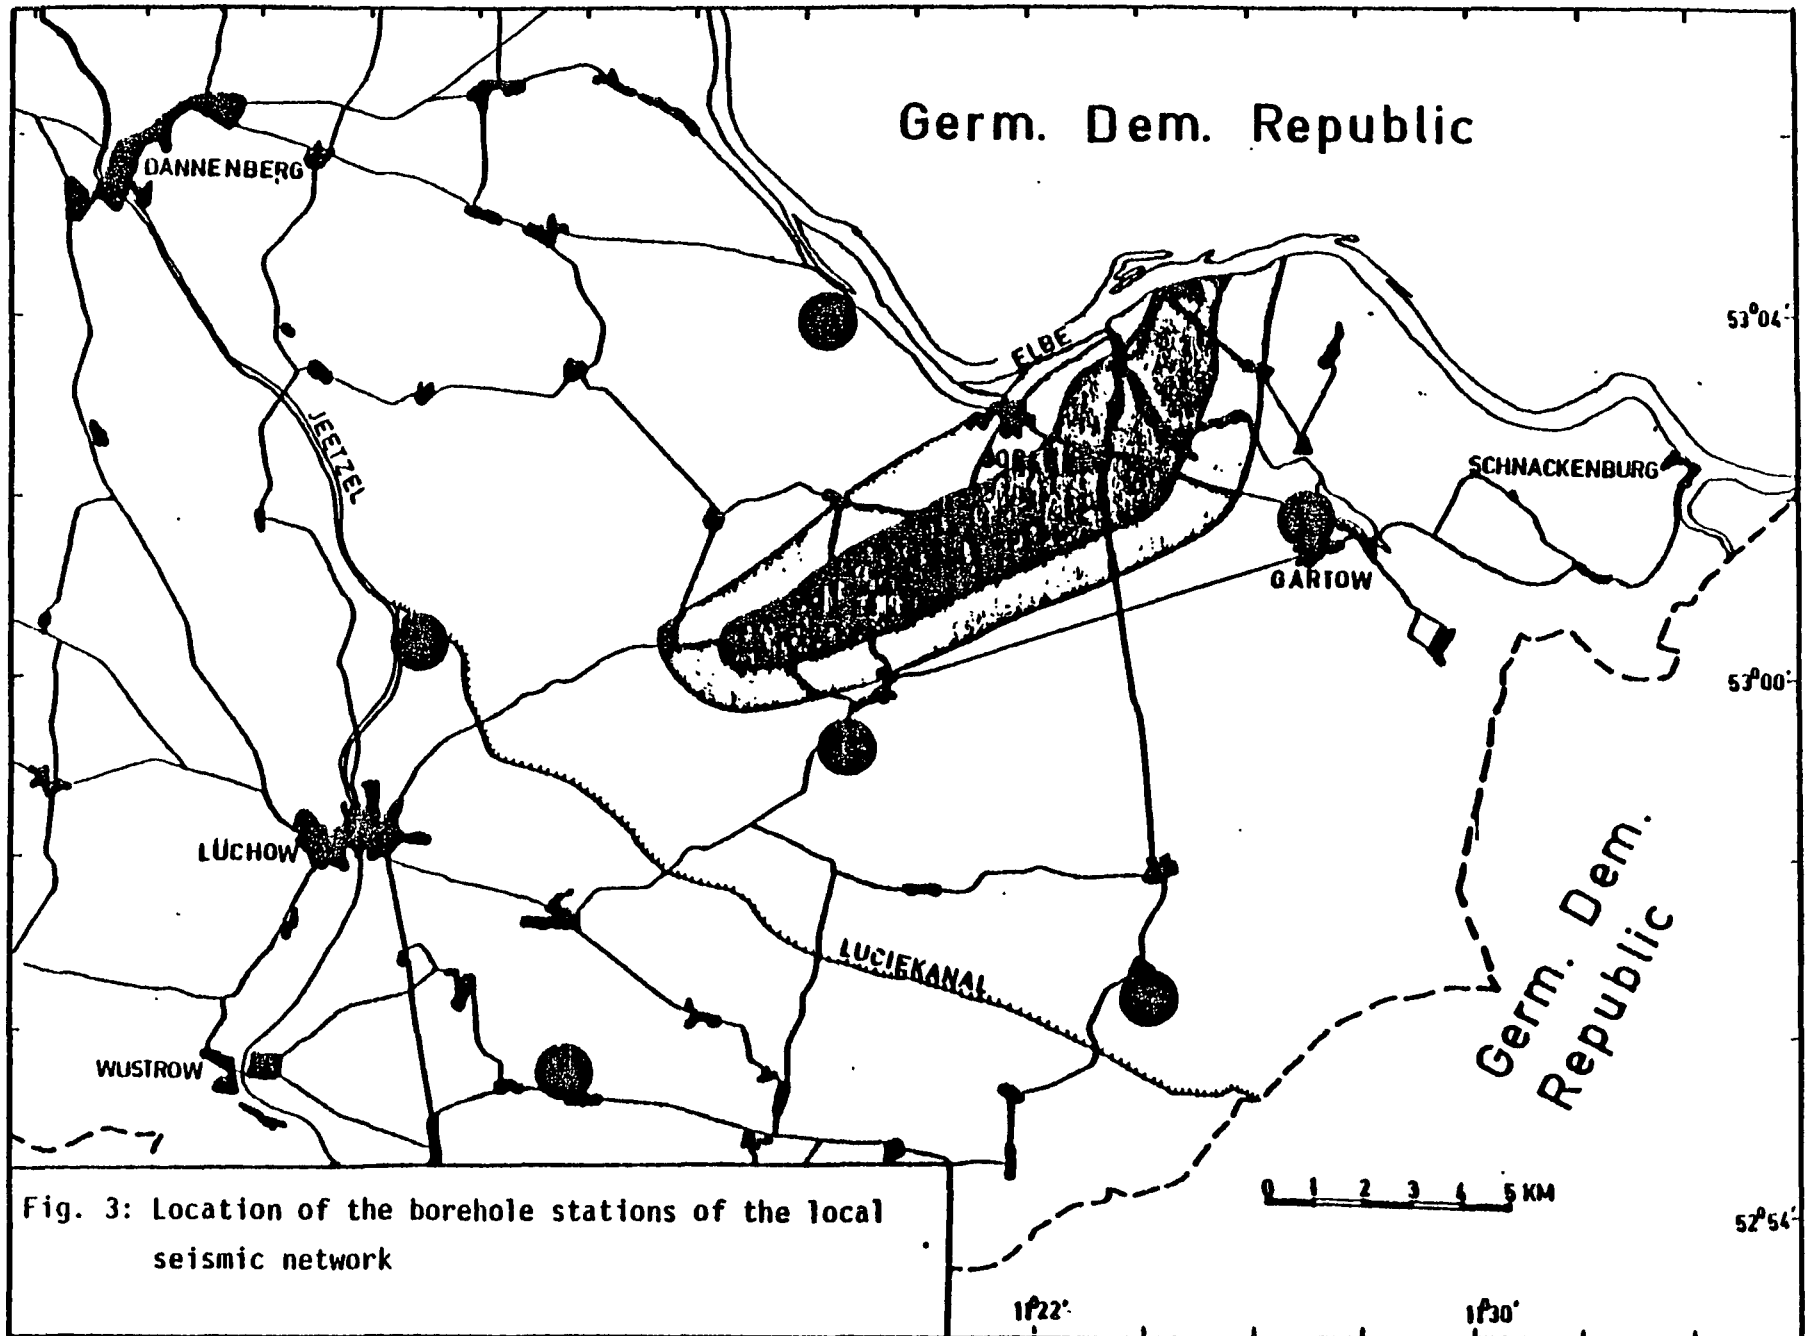 Germ. Dem. Republic
DANNENBERG
53°04'
ELBE
JEETZEL
SCHNACKENBURG
GARTOW
53°00'
LÜCHOW
LUCIEKANAL
Germ. Dem.
Republic
WUSTROW
0 1 2 3 4 5 KM
Fig. 3: Location of the borehole stations of the local
seismic network
52°54'
11°22'
11°30'